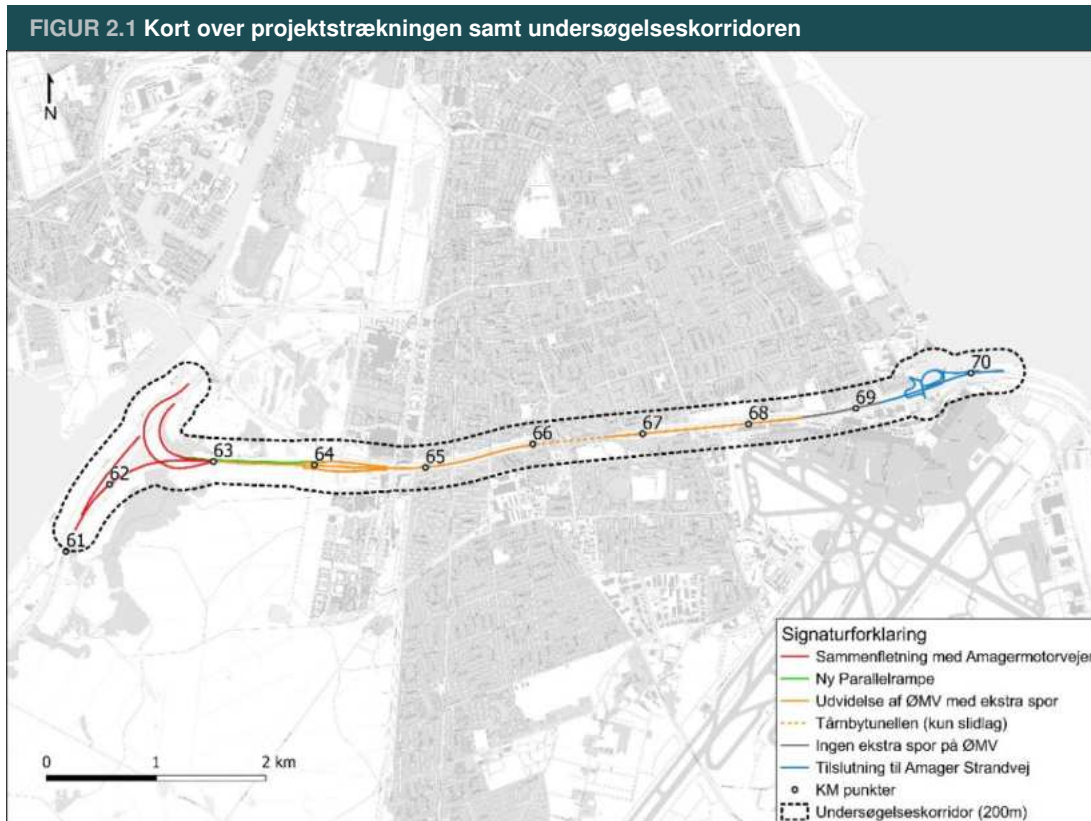 FIGUR 2.1 Kort over projektstrækningen samt undersøgelseskorridoren
N
70
69
68
67
66
65
64
63
62
61
Signaturforklaring
Sammenfletning med Amagermotorvejen
Ny Parallelrampe
Udvidelse af ØMV med ekstra spor
Tårnbytunellen (kun slidlag)
Ingen ekstra spor på ØMV
Tilslutning til Amager Strandvej
KM punkter
Undersøgelseskorridor (200m)
0 1 2 km